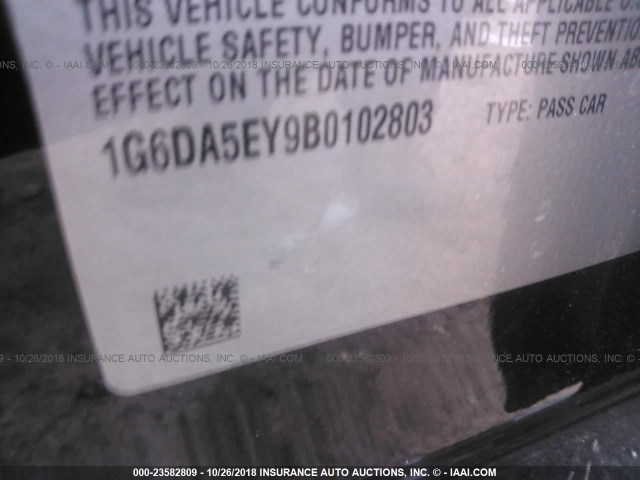 THIS VEHICLE CONFORMS TO ALL APPLICABLE U.
VEHICLE SAFETY, BUMPER, AND THEFT PREVENTION
EFFECT ON THE DATE OF MANUFACTURE SHOWN AB
1G6DA5EY9B0102803 TYPE: PASS CAR
000-23582809 - 10/26/2018 INSURANCE AUTO AUCTIONS, INC. - © - IAAI.COM